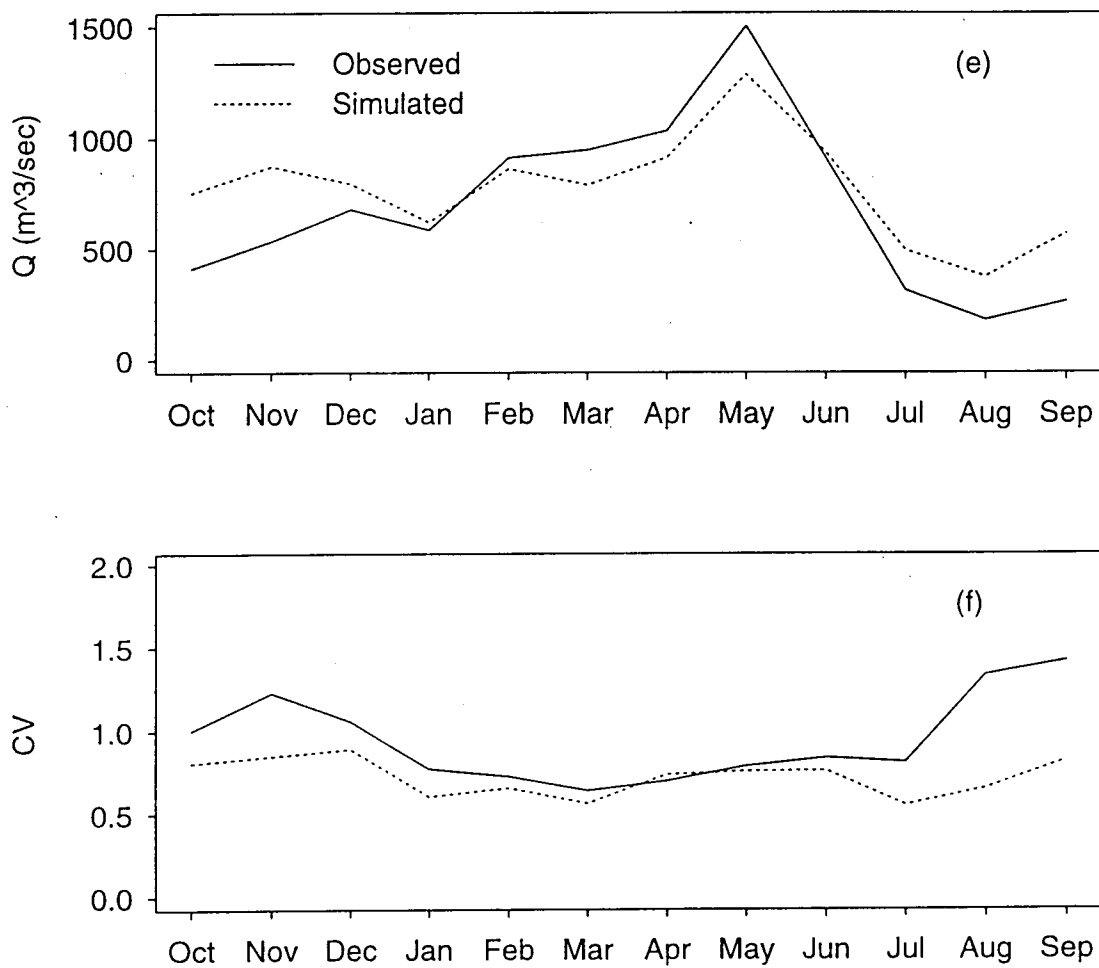 1500
Observed
(e)
Simulated
1000
Q (m^3/sec)
500
0
Oct Nov Dec Jan Feb Mar Apr May Jun Jul Aug Sep
2.0
(f)
1.5
CV
1.0
0.5
0.0
Oct Nov Dec Jan Feb Mar Apr May Jun Jul Aug Sep